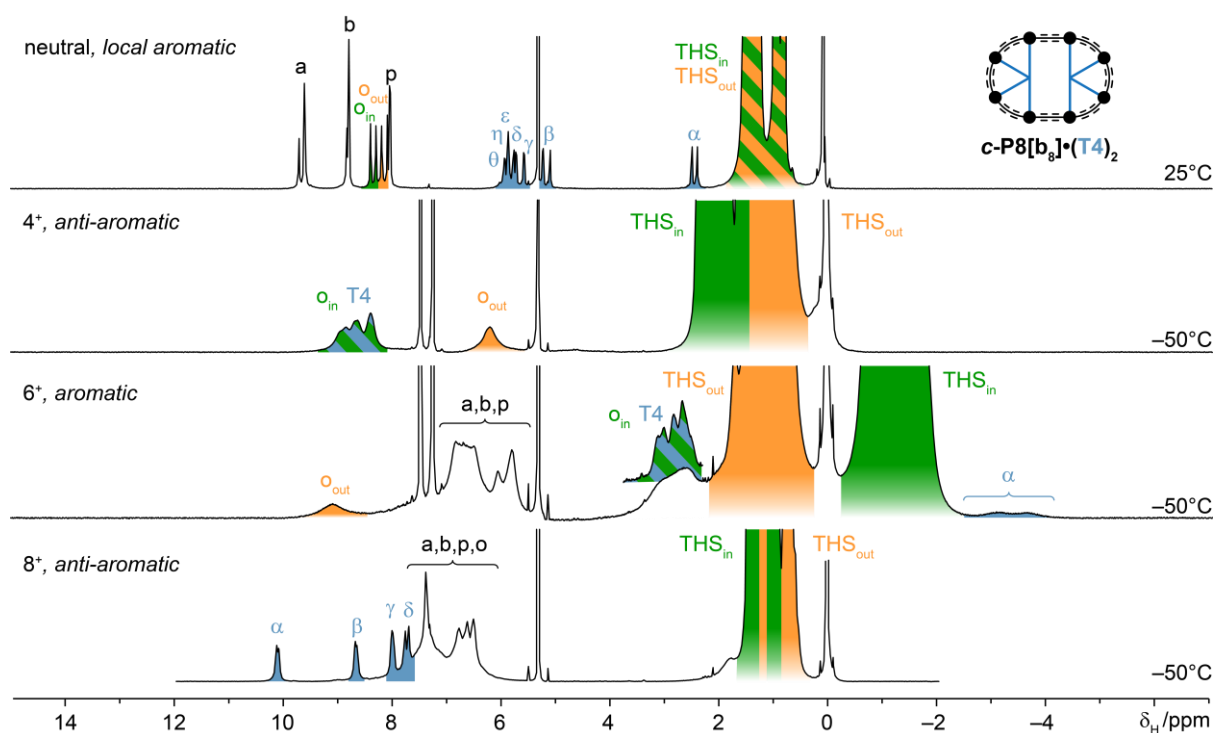 neutral, local aromatic
a
b
o_in
o_out
p
θ
η
ε
δ
γ
β
α
THS_in
THS_out
c-P8[b₈]•(T4)₂
25°C
4⁺, anti-aromatic
o_in T4
o_out
THS_in
THS_out
–50°C
6⁺, aromatic
o_out
a,b,p
o_in T4
THS_out
THS_in
α
–50°C
8⁺, anti-aromatic
α
β
γ
δ
a,b,p,o
THS_in
THS_out
–50°C
14 12 10 8 6 4 2 0 −2 −4 δ_H /ppm